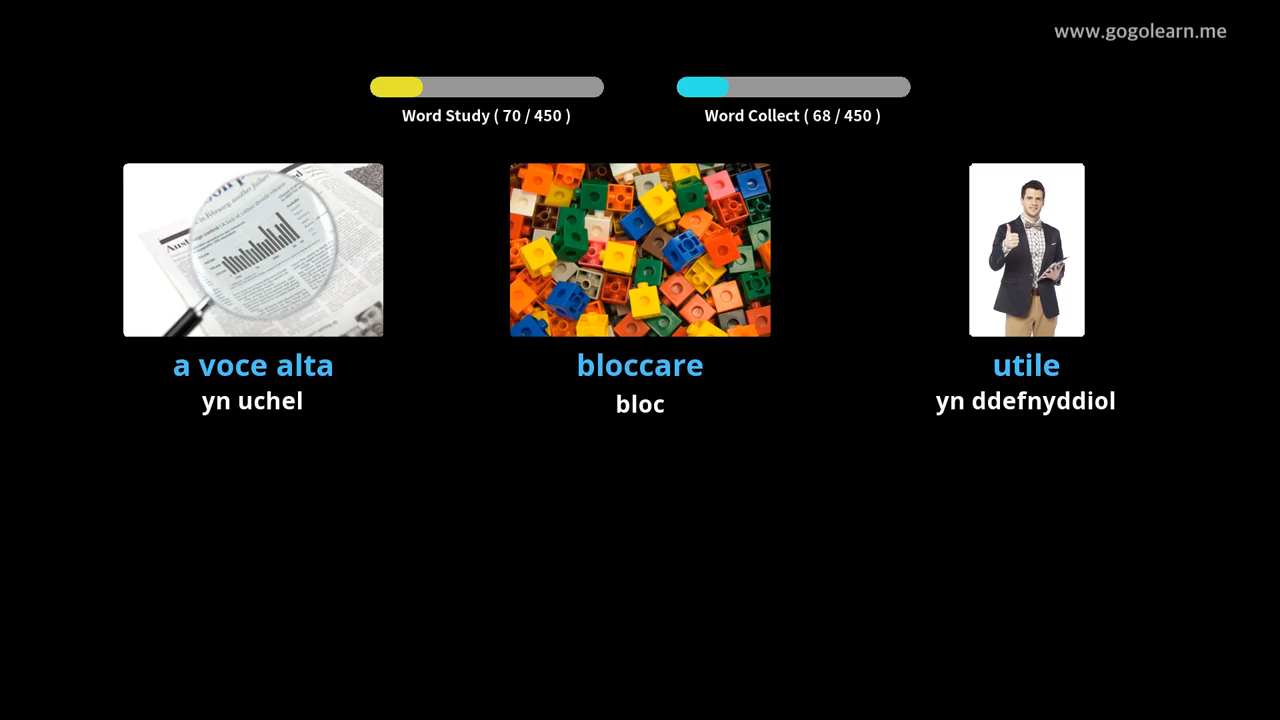 www.gogolearn.me
Word Study ( 70 / 450 )
Word Collect ( 68 / 450 )
a voce alta
yn uchel
bloccare
bloc
utile
yn ddefnyddiol